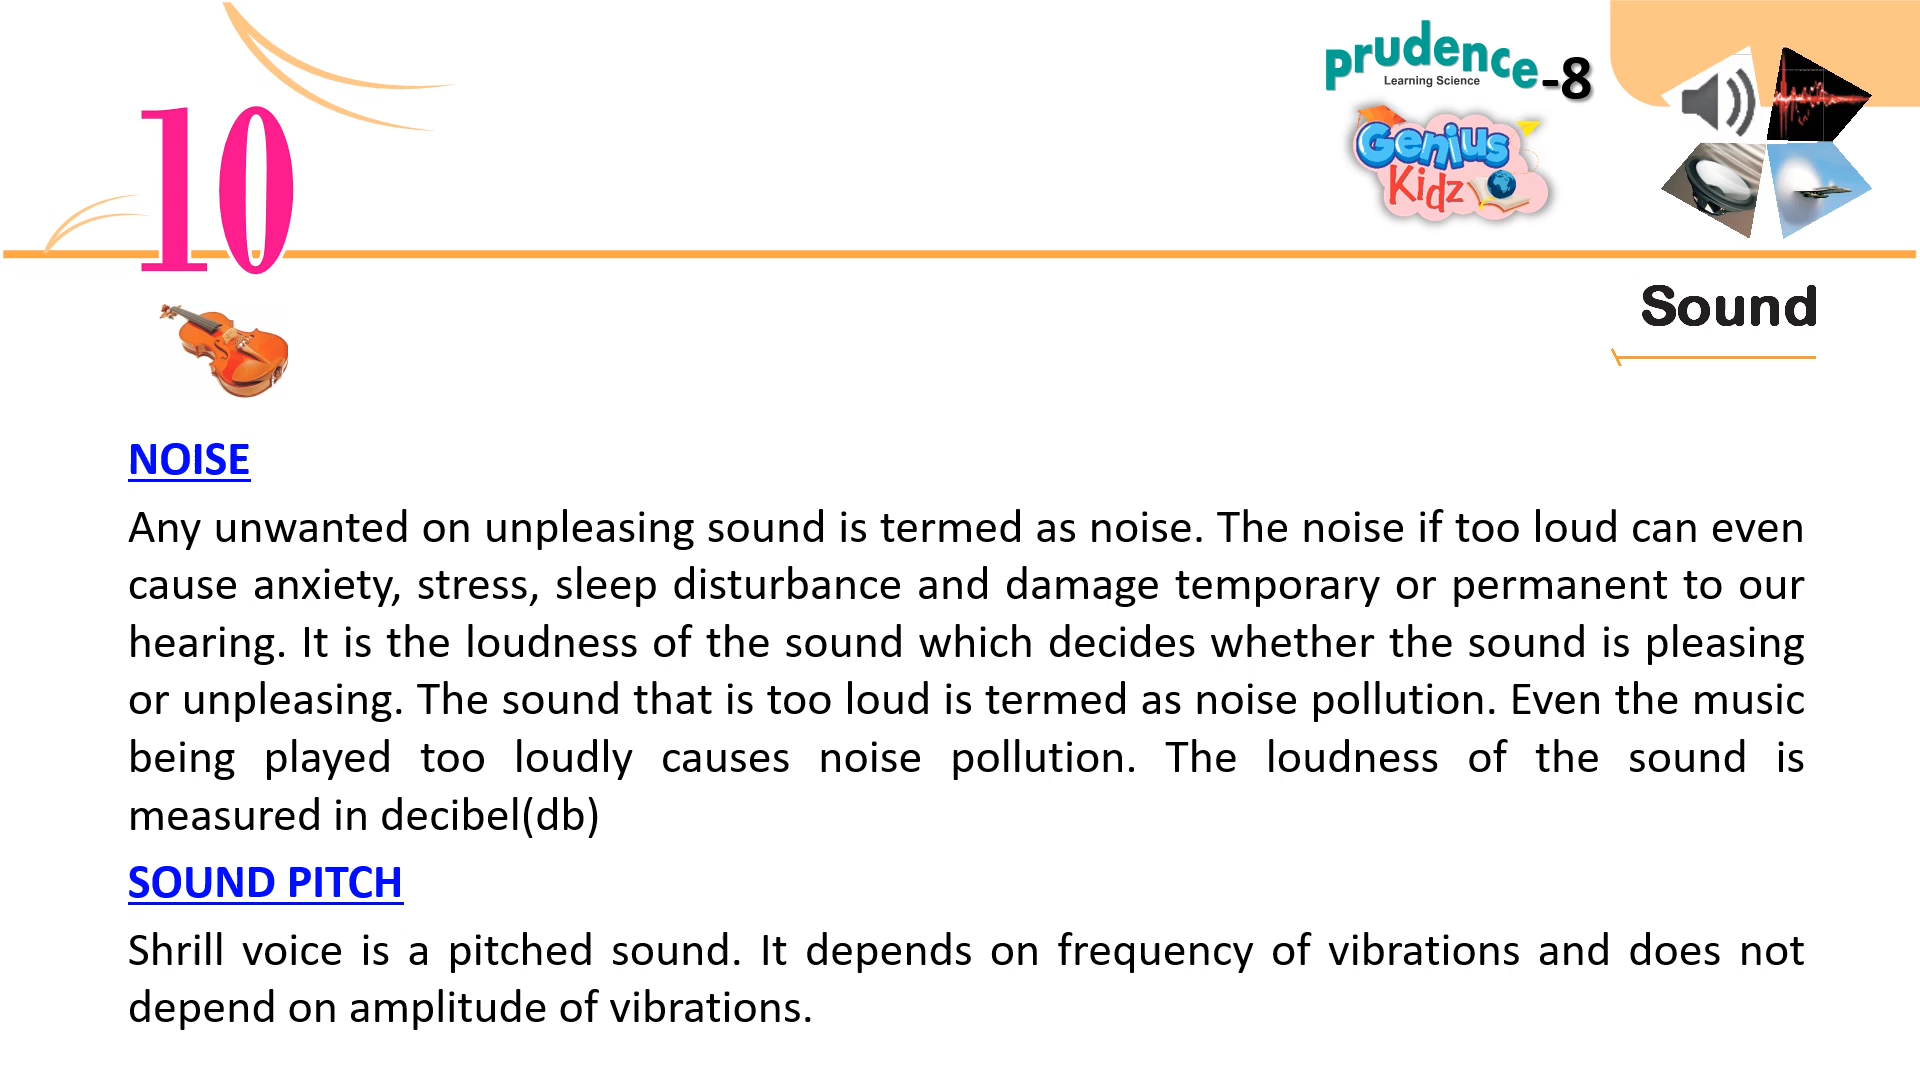 10
prudence-8
Learning Science
Genius
Kidz
Sound
NOISE
Any unwanted on unpleasing sound is termed as noise. The noise if too loud can even
cause anxiety, stress, sleep disturbance and damage temporary or permanent to our
hearing. It is the loudness of the sound which decides whether the sound is pleasing
or unpleasing. The sound that is too loud is termed as noise pollution. Even the music
being played too loudly causes noise pollution. The loudness of the sound is
measured in decibel(db)
SOUND PITCH
Shrill voice is a pitched sound. It depends on frequency of vibrations and does not
depend on amplitude of vibrations.